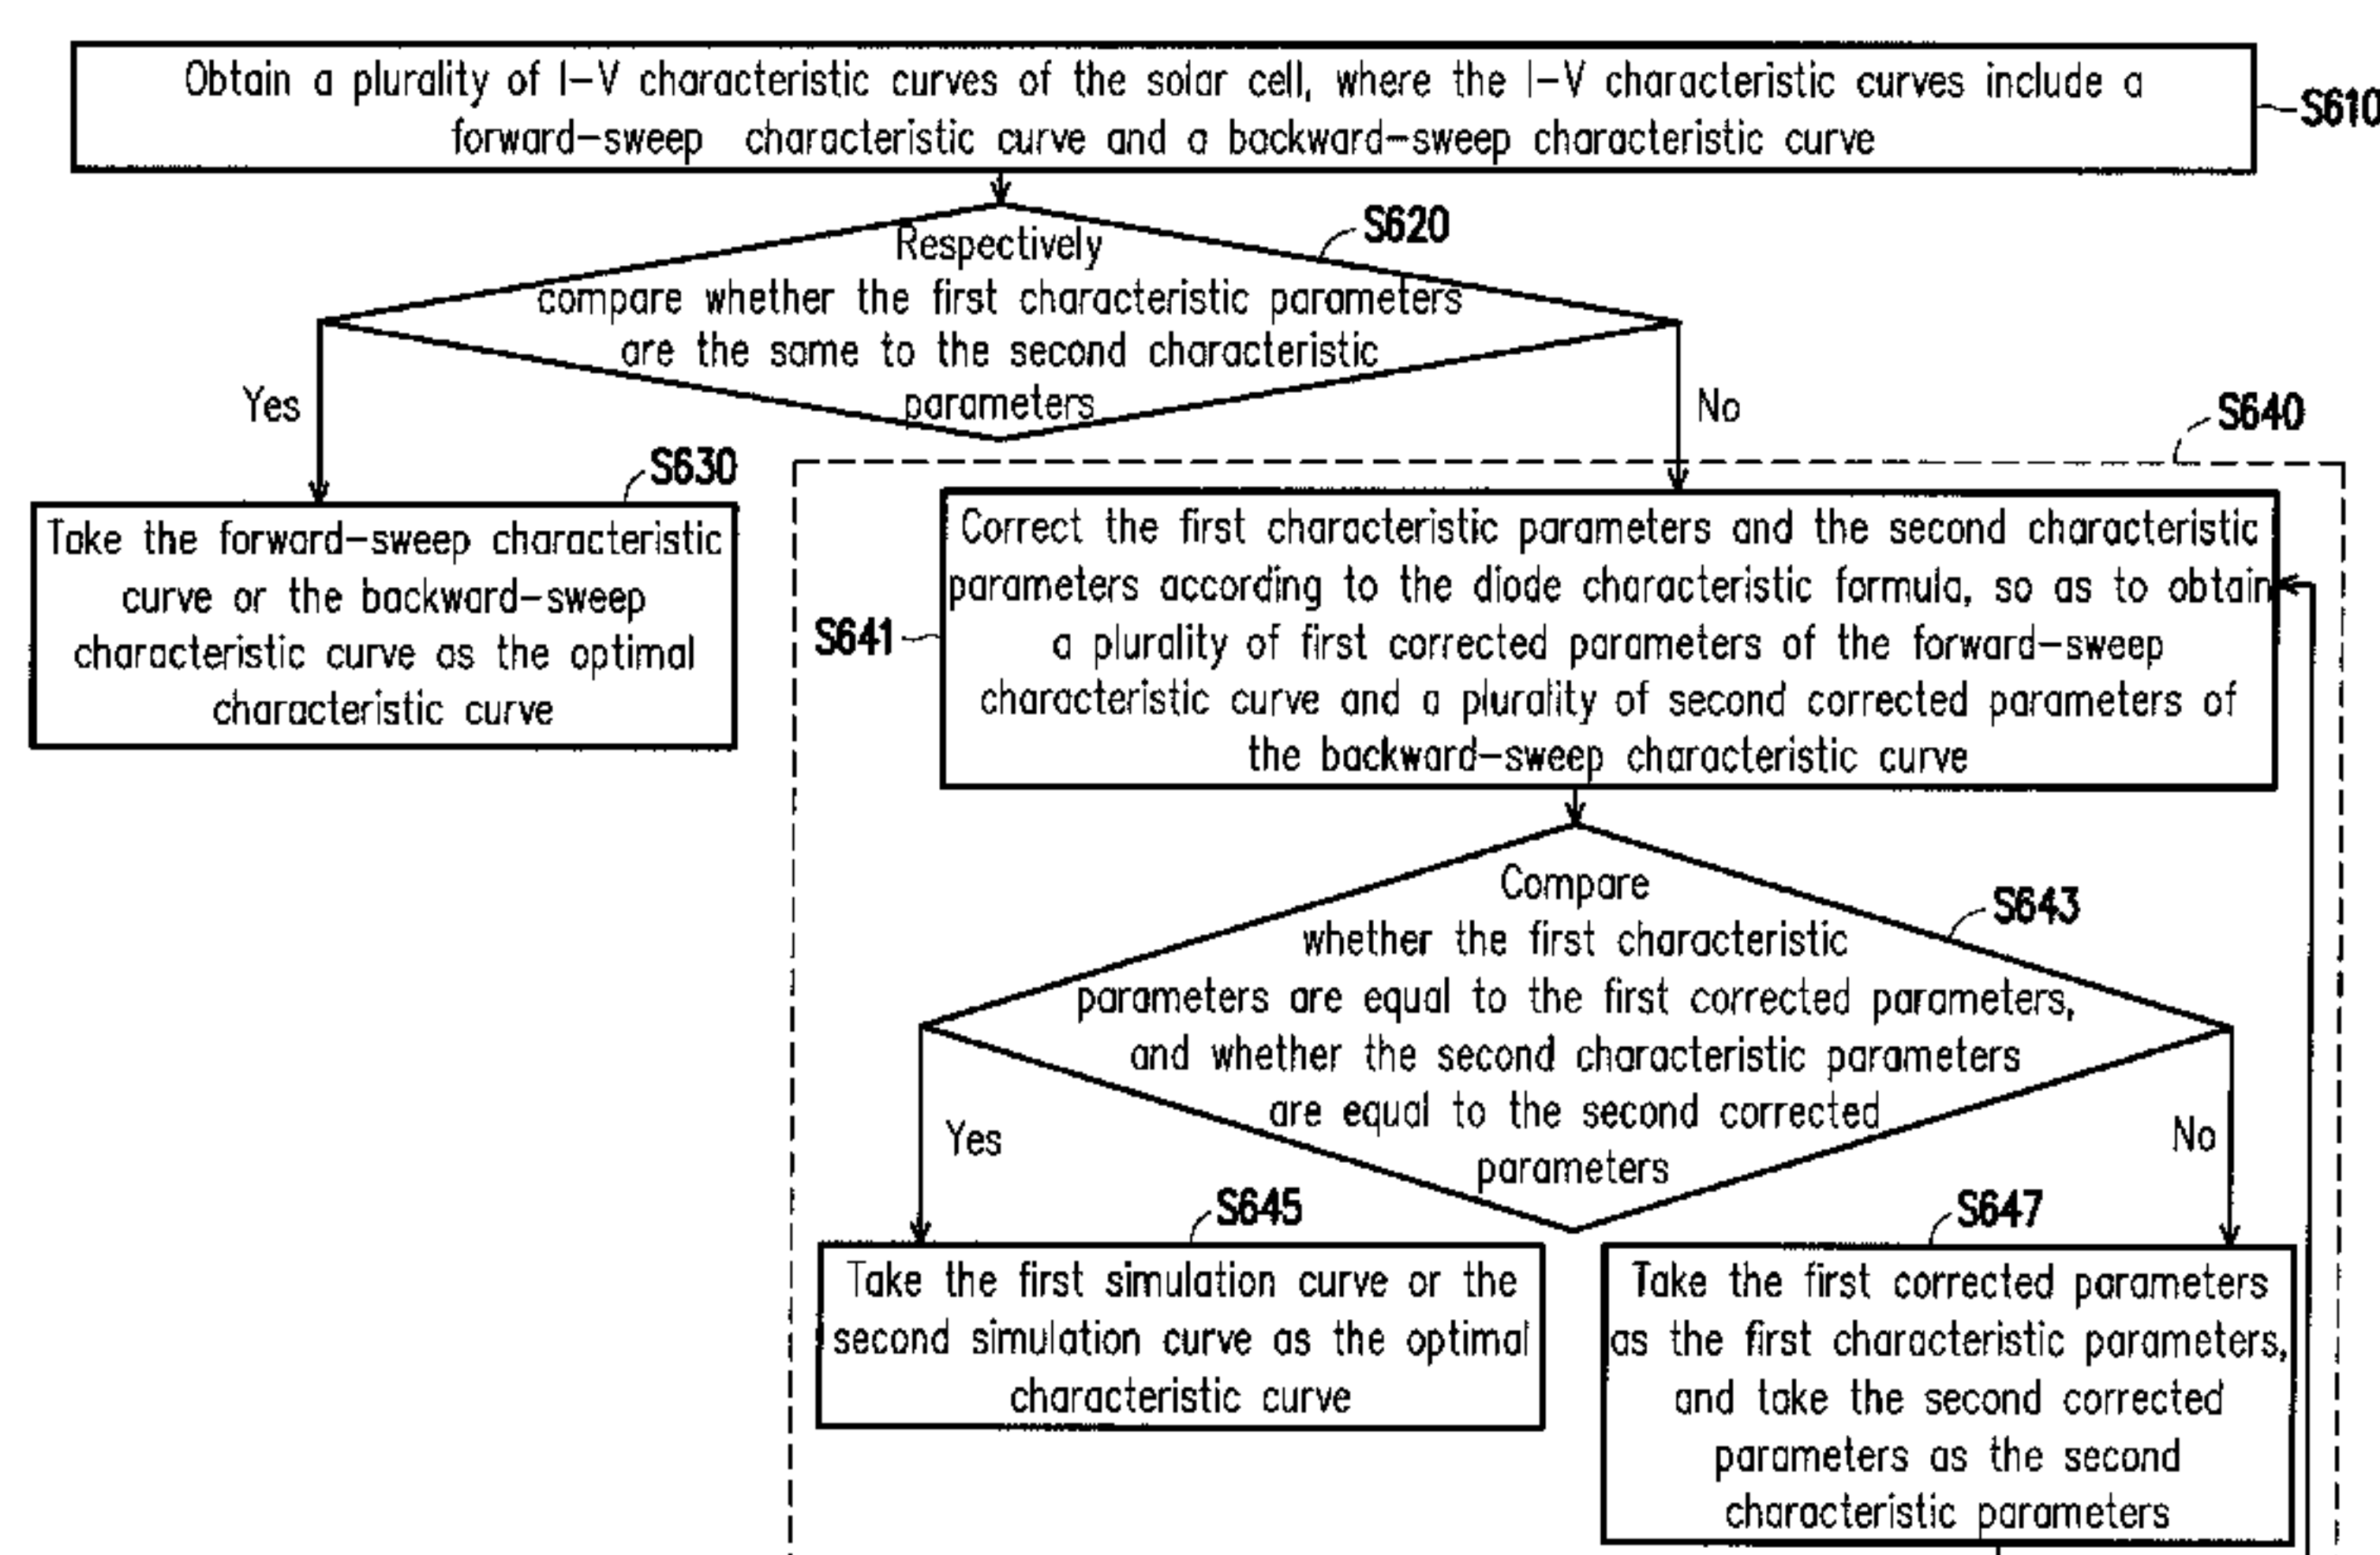 Obtain a plurality of I-V characteristic curves of the solar cell, where the I-V characteristic curves include a
forward-sweep characteristic curve and a backward-sweep characteristic curve
S610
S620
Respectively
compare whether the first characteristic parameters
are the same to the second characteristic
parameters
Yes
No
S630
Take the forward-sweep characteristic
curve or the backward-sweep
characteristic curve as the optimal
characteristic curve
S640
S641
Correct the first characteristic parameters and the second characteristic
parameters according to the diode characteristic formula, so as to obtain
a plurality of first corrected parameters of the forward-sweep
characteristic curve and a plurality of second corrected parameters of
the backward-sweep characteristic curve
S643
Compare
whether the first characteristic
parameters are equal to the first corrected parameters,
and whether the second characteristic parameters
are equal to the second corrected
parameters
Yes
No
S645
Take the first simulation curve or the
second simulation curve as the optimal
characteristic curve
S647
Take the first corrected parameters
as the first characteristic parameters,
and take the second corrected
parameters as the second
characteristic parameters